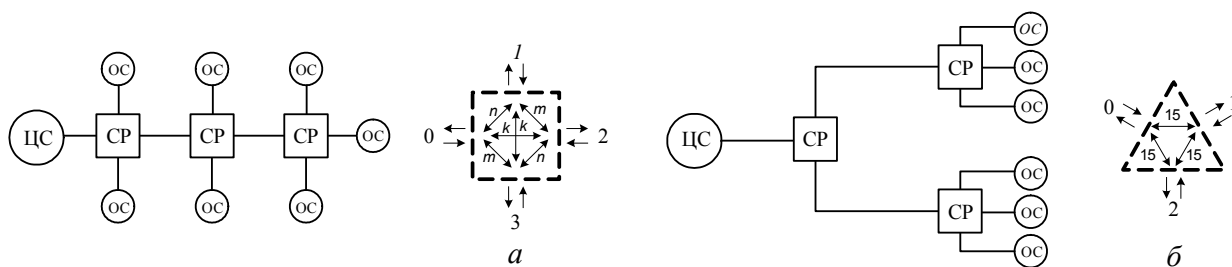 ОС ОС ОС
ЦС СР СР СР ОС
ОС ОС ОС
1
n m
0 k k 2
m n
3
а
ОС
СР ОС
ОС
ЦС СР
ОС
СР ОС
ОС
0 1
15
15 15
2
б